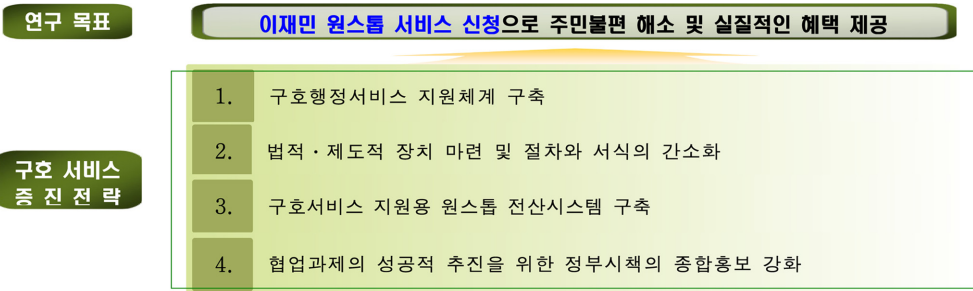 연구 목표
이재민 원스톱 서비스 신청으로 주민불편 해소 및 실질적인 혜택 제공
구호 서비스
증 진 전 략
1. 구호행정서비스 지원체계 구축
2. 법적・제도적 장치 마련 및 절차와 서식의 간소화
3. 구호서비스 지원용 원스톱 전산시스템 구축
4. 협업과제의 성공적 추진을 위한 정부시책의 종합홍보 강화